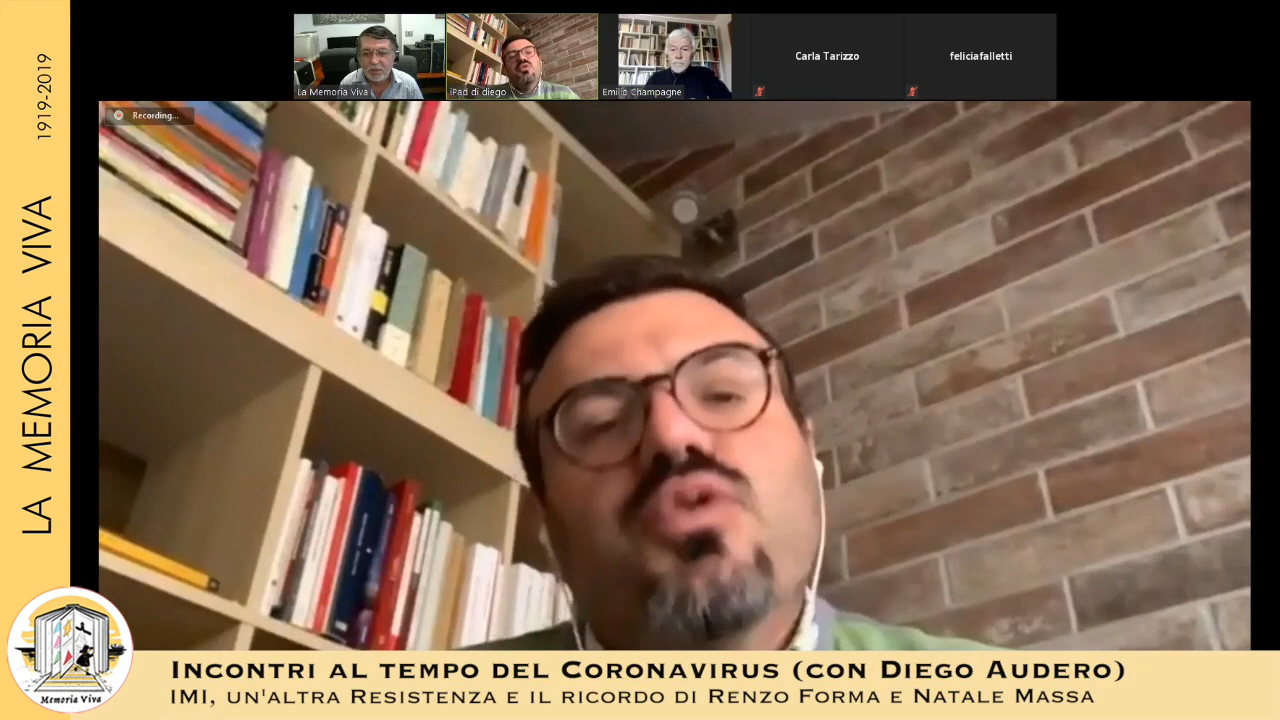 La Memoria Viva
iPad di diego
Emilio Champagne
Carla Tarizzo
feliciafalletti
Recording...
LA MEMORIA VIVA 1919-2019
Memoria Viva
Incontri al tempo del Coronavirus (con Diego Audero)
IMI, un'altra Resistenza e il ricordo di Renzo Forma e Natale Massa